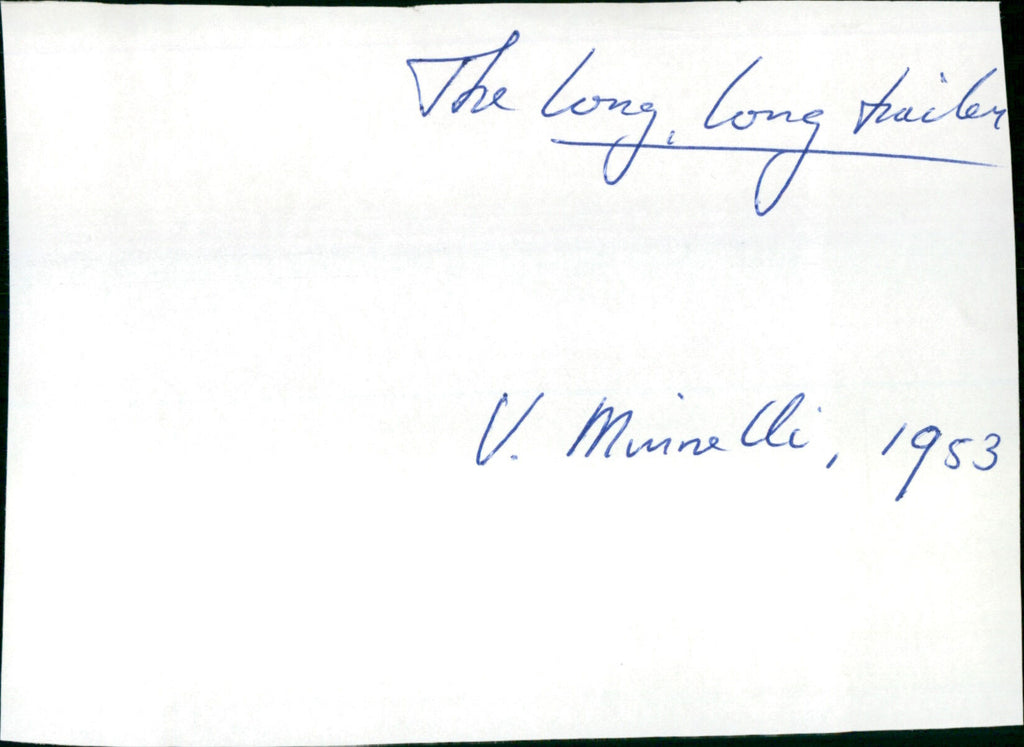 The long, long trailer
V. Minnelli, 1953